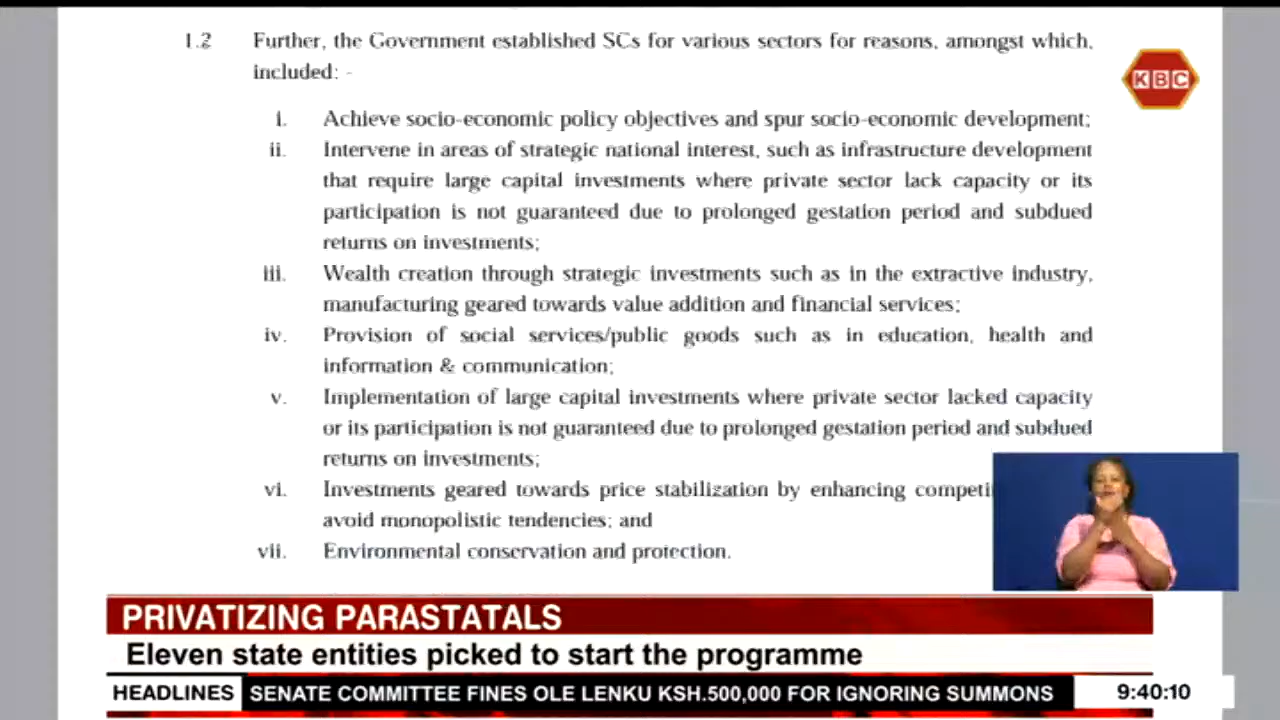 1.2 Further, the Government established SCs for various sectors for reasons, amongst which,
included: -
KBC
i. Achieve socio-economic policy objectives and spur socio-economic development;
ii. Intervene in areas of strategic national interest, such as infrastructure development
that require large capital investments where private sector lack capacity or its
participation is not guaranteed due to prolonged gestation period and subdued
returns on investments;
iii. Wealth creation through strategic investments such as in the extractive industry,
manufacturing geared towards value addition and financial services;
iv. Provision of social services/public goods such as in education, health and
information & communication;
v. Implementation of large capital investments where private sector lacked capacity
or its participation is not guaranteed due to prolonged gestation period and subdued
returns on investments;
vi. Investments geared towards price stabilization by enhancing
avoid monopolistic tendencies; and
vii. Environmental conservation and protection.
PRIVATIZING PARASTATALS
Eleven state entities picked to start the programme
HEADLINES SENATE COMMITTEE FINES OLE LENKU KSH.500,000 FOR IGNORING SUMMONS 9:40:10